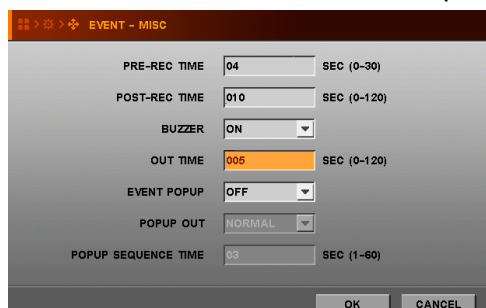 EVENT - MISC
PRE-REC TIME 04 SEC (0-30)
POST-REC TIME 010 SEC (0-120)
BUZZER ON
OUT TIME 005 SEC (0-120)
EVENT POPUP OFF
POPUP OUT NORMAL
POPUP SEQUENCE TIME 03 SEC (1-60)
OK CANCEL